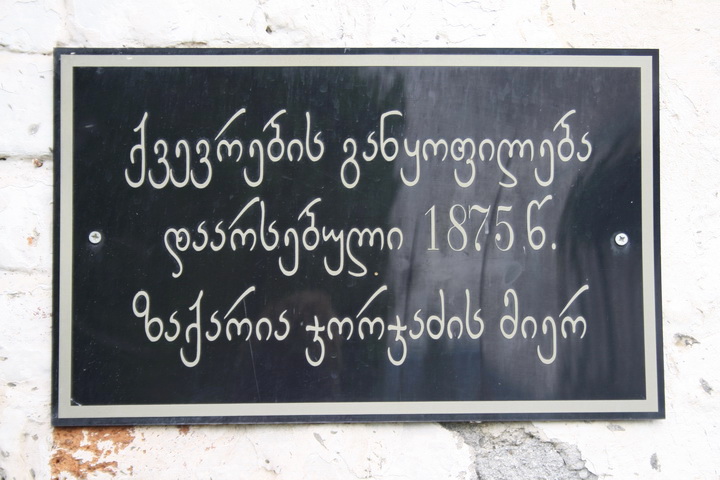 ქვევრების განყოფილება
დაარსებული 1875 წ.
ზაქარია ჯორჯაძის მიერ